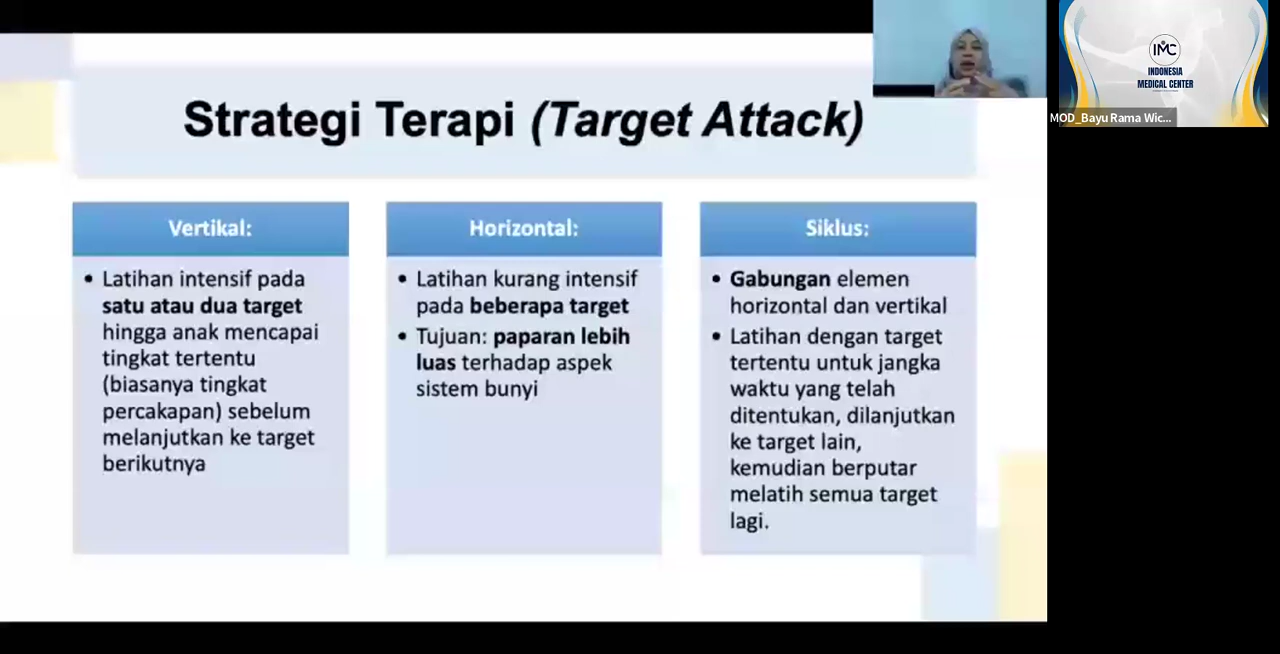 Strategi Terapi (Target Attack)
Vertikal:
• Latihan intensif pada
satu atau dua target
hingga anak mencapai
tingkat tertentu
(biasanya tingkat
percakapan) sebelum
melanjutkan ke target
berikutnya
Horizontal:
• Latihan kurang intensif
pada beberapa target
• Tujuan: paparan lebih
luas terhadap aspek
sistem bunyi
Siklus:
• Gabungan elemen
horizontal dan vertikal
• Latihan dengan target
tertentu untuk jangka
waktu yang telah
ditentukan, dilanjutkan
ke target lain,
kemudian berputar
melatih semua target
lagi.
IMC
INDONESIA
MEDICAL CENTER
MOD_Bayu Rama Wic...